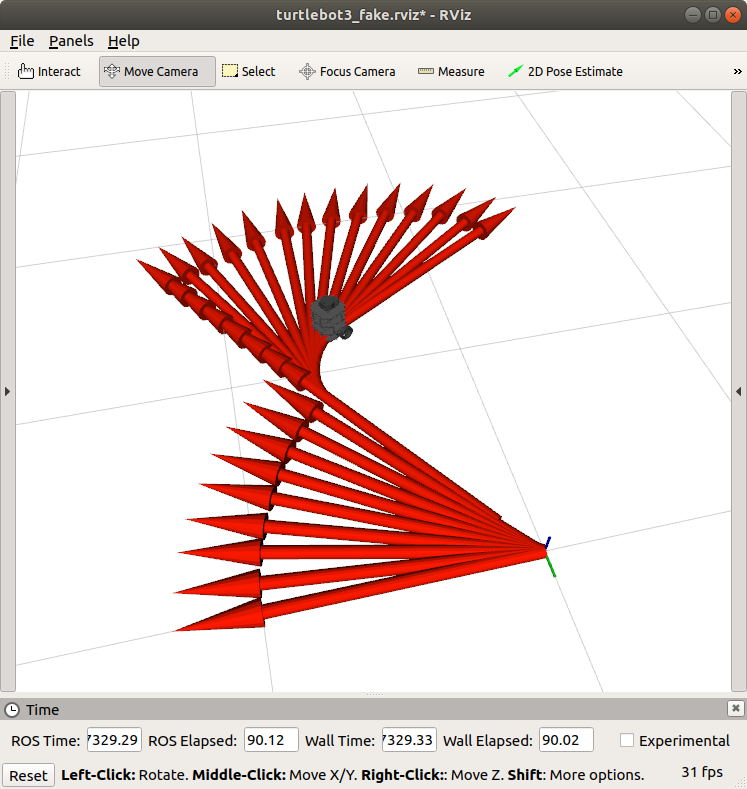 turtlebot3_fake.rviz* - RViz
File Panels Help
Interact Move Camera Select Focus Camera Measure 2D Pose Estimate »
Time
ROS Time: 7329.29 ROS Elapsed: 90.12 Wall Time: 7329.33 Wall Elapsed: 90.02 Experimental
Reset Left-Click: Rotate. Middle-Click: Move X/Y. Right-Click:: Move Z. Shift: More options. 31 fps